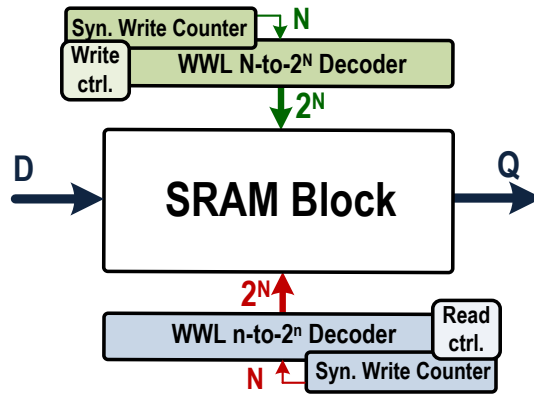 Syn. Write Counter
N
Write
ctrl.
WWL N-to-2ᴺ Decoder
2ᴺ
D
SRAM Block
Q
2ᴺ
WWL n-to-2ⁿ Decoder
Read
ctrl.
N
Syn. Write Counter